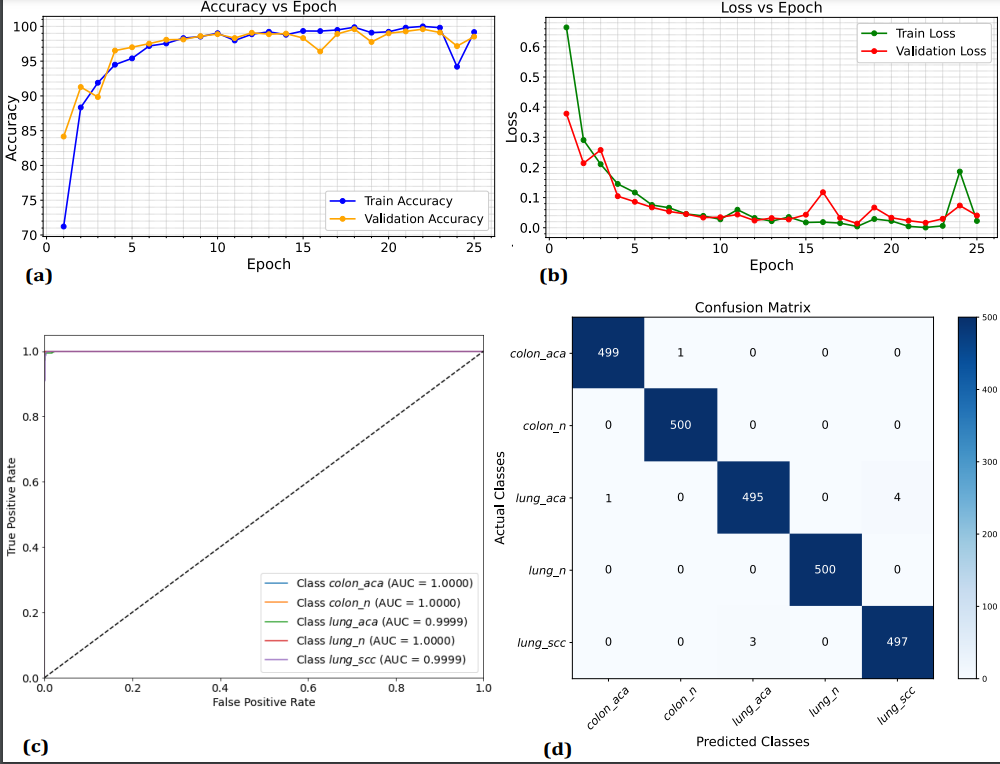 Accuracy vs Epoch
100
95
90
85
80
75
70
Accuracy
0
5
10
15
20
25
Epoch
Train Accuracy
Validation Accuracy
(a)
Loss vs Epoch
0.6
0.5
0.4
0.3
0.2
0.1
0.0
Loss
0
5
10
15
20
25
Epoch
Train Loss
Validation Loss
(b)
1.0
0.8
0.6
0.4
0.2
0.0
True Positive Rate
0.0
0.2
0.4
0.6
0.8
1.0
False Positive Rate
Class colon_aca (AUC = 1.0000)
Class colon_n (AUC = 1.0000)
Class lung_aca (AUC = 0.9999)
Class lung_n (AUC = 1.0000)
Class lung_scc (AUC = 0.9999)
(c)
Confusion Matrix
Actual Classes
colon_aca 499 1 0 0 0
colon_n 0 500 0 0 0
lung_aca 1 0 495 0 4
lung_n 0 0 0 500 0
lung_scc 0 0 3 0 497
colon_aca
colon_n
lung_aca
lung_n
lung_scc
Predicted Classes
500
400
300
200
100
0
(d)